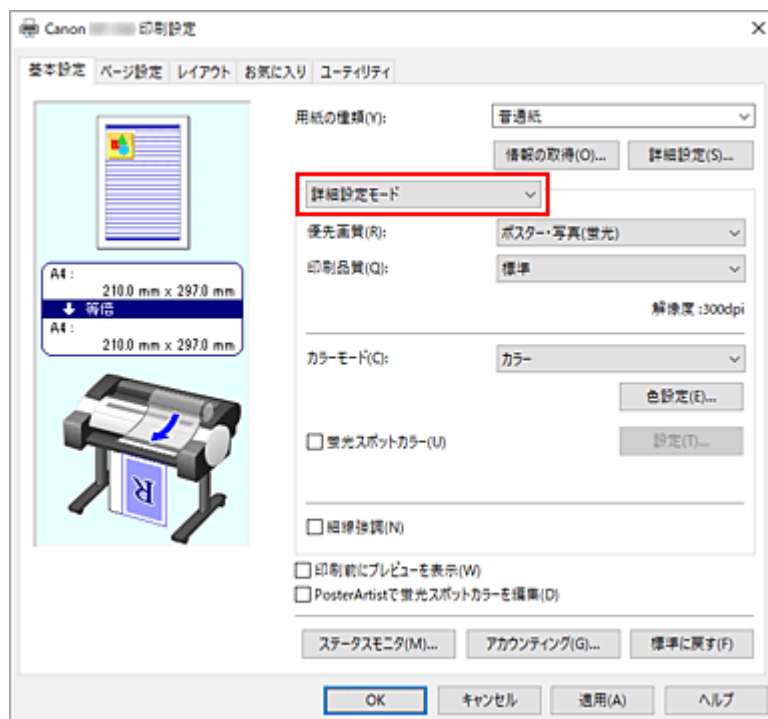 Canon 印刷設定
基本設定 ページ設定 レイアウト お気に入り ユーティリティ
用紙の種類(Y): 普通紙
情報の取得(O)... 詳細設定(S)...
詳細設定モード
優先画質(R): ポスター・写真(蛍光)
印刷品質(Q): 標準
解像度 :300dpi
カラーモード(C): カラー
色設定(E)...
蛍光スポットカラー(U) 設定(T)...
細線強調(N)
A4 :
210.0 mm x 297.0 mm
等倍
A4 :
210.0 mm x 297.0 mm
R
印刷前にプレビューを表示(W)
PosterArtistで蛍光スポットカラーを編集(D)
ステータスモニタ(M)... アカウンティング(G)... 標準に戻す(F)
OK キャンセル 適用(A) ヘルプ